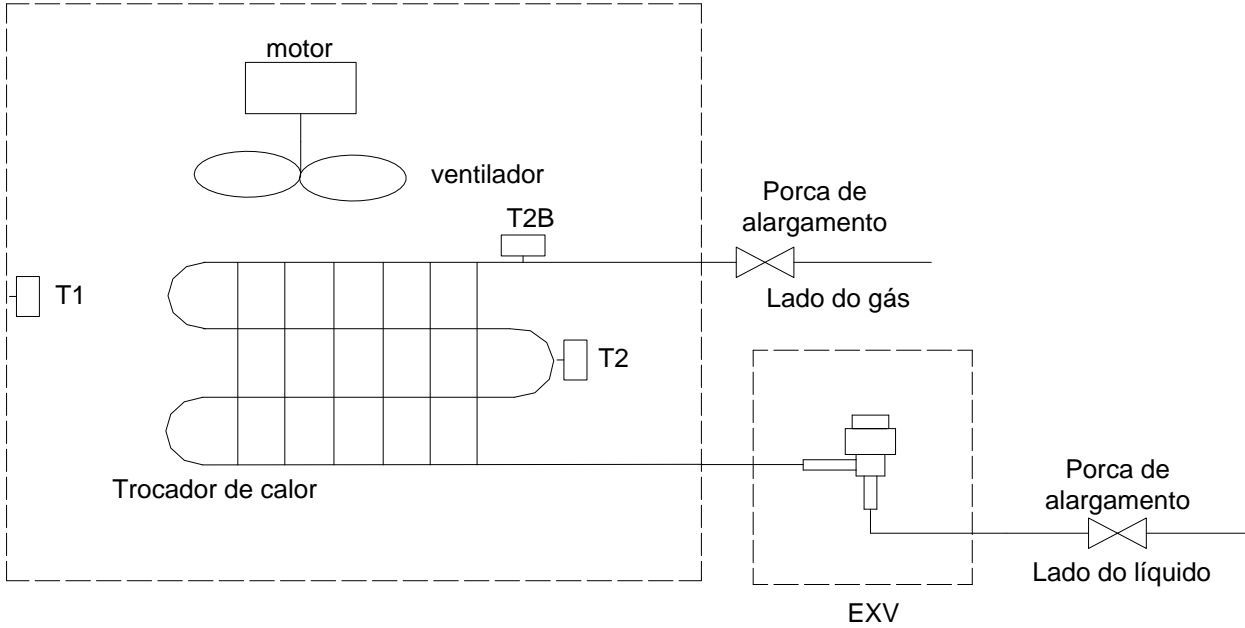 motor
ventilador
T2B
Porca de
alargamento
Lado do gás
T1
T2
Trocador de calor
Porca de
alargamento
Lado do líquido
EXV